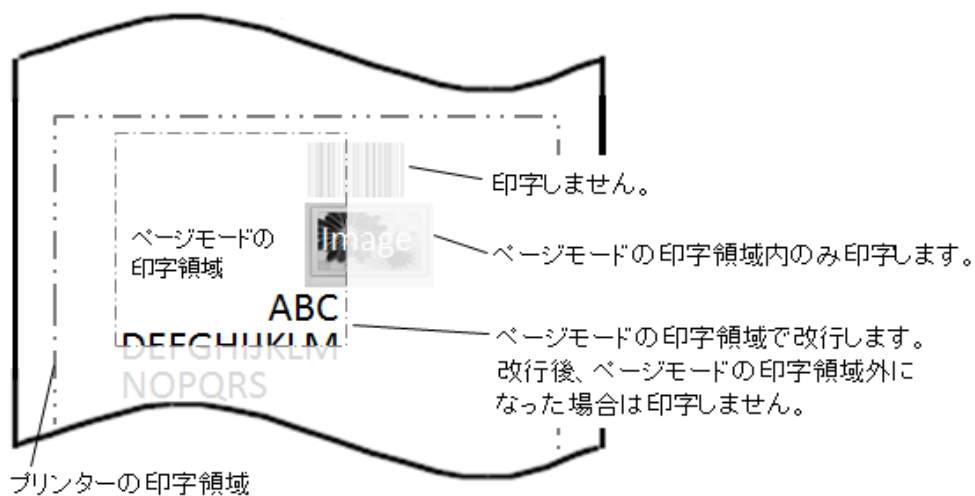 印字しません。
Image
ページモードの
印字領域
ページモードの印字領域内のみ印字します。
ABC
DEFGHIJKLM
NOPQRS
ページモードの印字領域で改行します。
改行後、ページモードの印字領域外に
なった場合は印字しません。
プリンターの印字領域